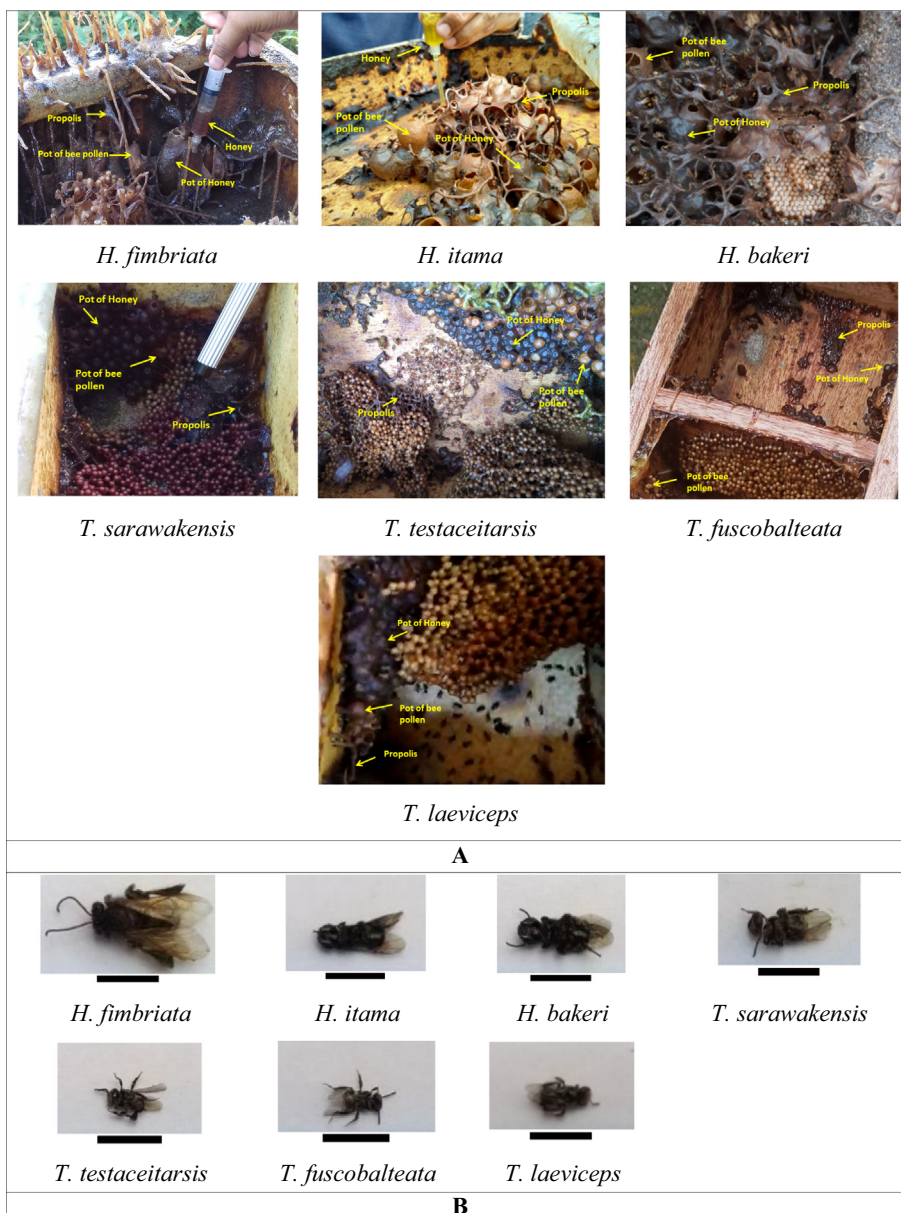 Propolis
Honey
Pot of bee pollen
Pot of Honey
Honey
Propolis
Pot of bee
pollen
Pot of Honey
Pot of bee
pollen
Propolis
Pot of Honey
H. fimbriata
H. itama
H. bakeri
Pot of Honey
Pot of bee
pollen
Propolis
Pot of Honey
Pot of bee
pollen
Propolis
Propolis
Pot of Honey
Pot of bee
pollen
T. sarawakensis
T. testaceitarsis
T. fuscobalteata
Pot of Honey
Pot of bee
pollen
Propolis
T. laeviceps
A
H. fimbriata
H. itama
H. bakeri
T. sarawakensis
T. testaceitarsis
T. fuscobalteata
T. laeviceps
B